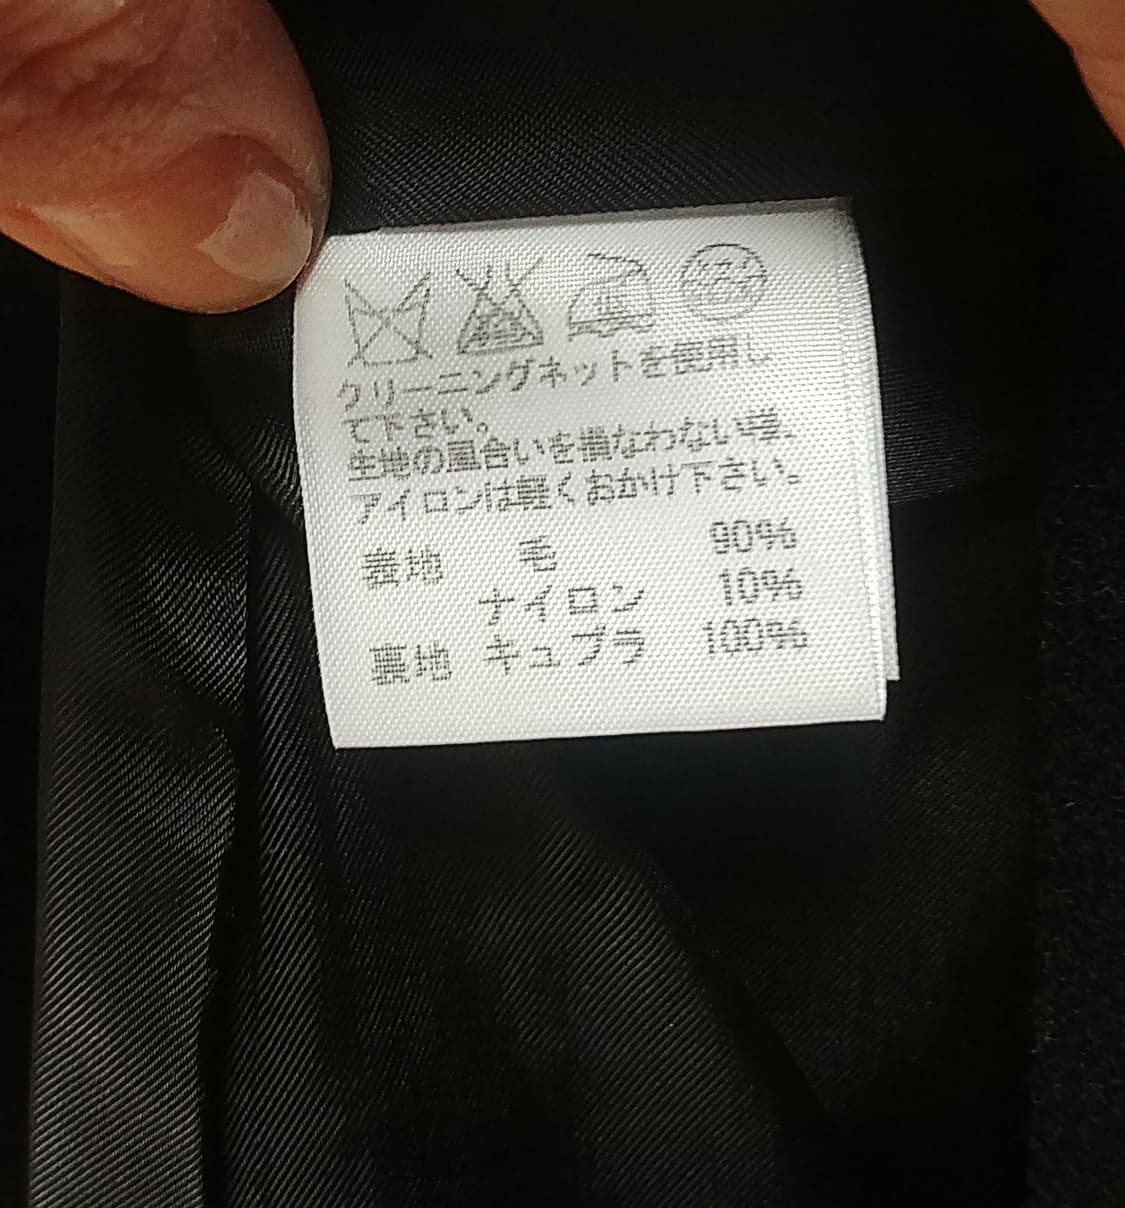 クリーニングネットを使用し
て下さい。
生地の風合いを損なわない様、
アイロンは軽くおかけ下さい。
表地 毛 90%
ナイロン 10%
裏地 キュプラ 100%